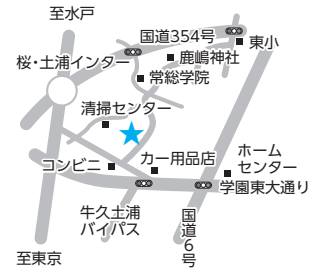 至水戸
国道354号
東小
鹿嶋神社
桜・土浦インター
常総学院
清掃センター
コンビニ
カー用品店
ホーム
センター
学園東大通り
牛久土浦
バイパス
国道6号
至東京